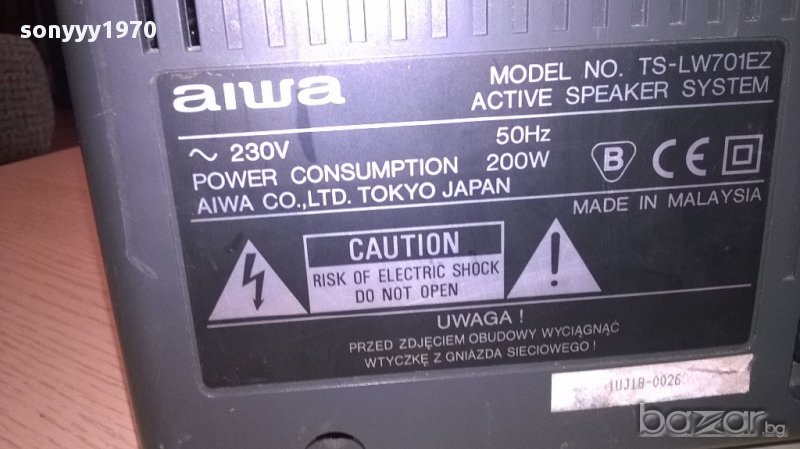 sonyyy1970
aiwa
MODEL NO. TS-LW701EZ
ACTIVE SPEAKER SYSTEM
~ 230V 50Hz
POWER CONSUMPTION 200W
AIWA CO.,LTD. TOKYO JAPAN
B CE
MADE IN MALAYSIA
CAUTION
RISK OF ELECTRIC SHOCK
DO NOT OPEN
UWAGA !
PRZED ZDJĘCIEM OBUDOWY WYCIĄGNĄĆ
WTYCZKĘ Z GNIAZDA SIECIOWEGO !
1UJ18-0026
bazar.bg